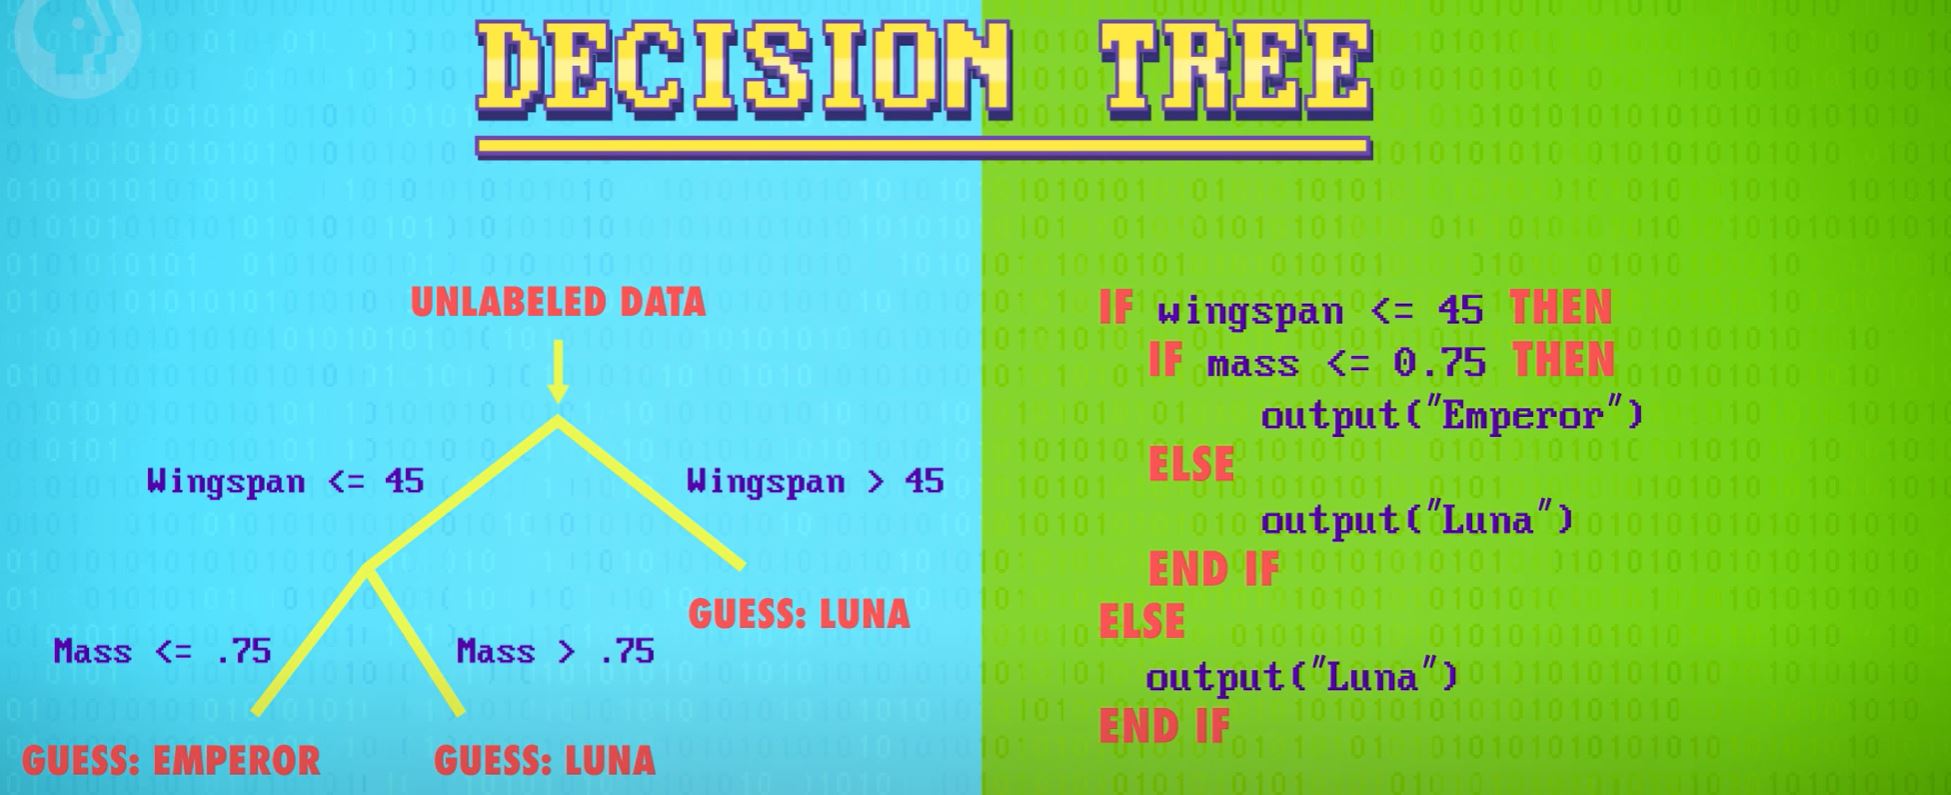 DECISION TREE
UNLABELED DATA
Wingspan <= 45
Wingspan > 45
GUESS: LUNA
Mass <= .75
Mass > .75
GUESS: EMPEROR
GUESS: LUNA
IF wingspan <= 45 THEN
IF mass <= 0.75 THEN
output("Emperor")
ELSE
output("Luna")
END IF
ELSE
output("Luna")
END IF